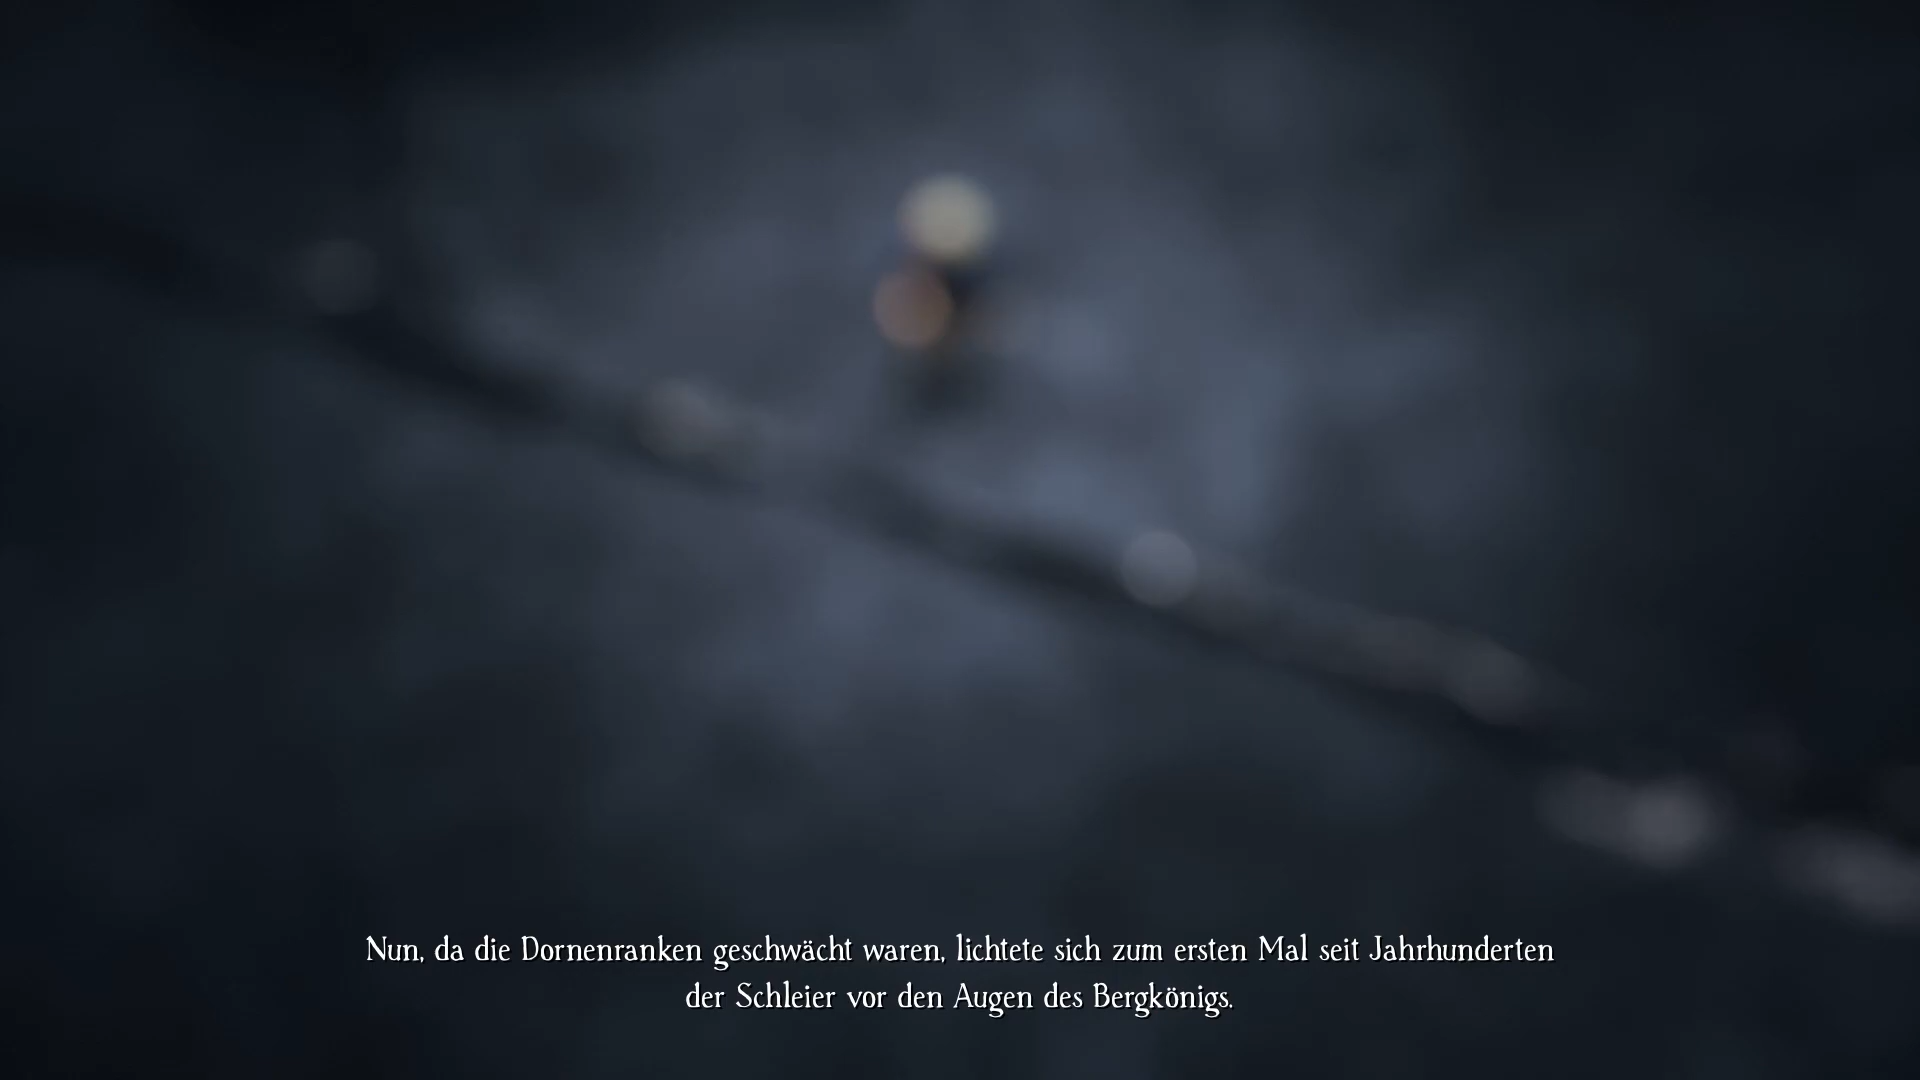 Nun, da die Dornenranken geschwächt waren, lichtete sich zum ersten Mal seit Jahrhunderten
der Schleier vor den Augen des Bergkönigs.